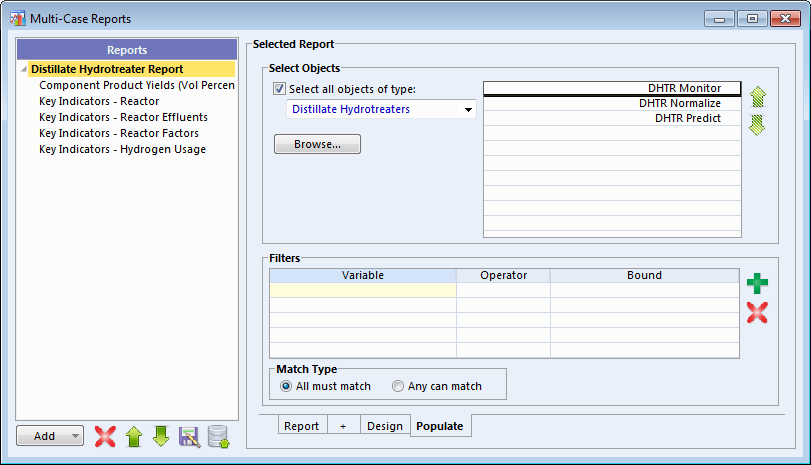 Multi-Case Reports
Reports
Distillate Hydrotreater Report
Component Product Yields (Vol Percen
Key Indicators - Reactor
Key Indicators - Reactor Effluents
Key Indicators - Reactor Factors
Key Indicators - Hydrogen Usage
Add
Selected Report
Select Objects
Select all objects of type:
Distillate Hydrotreaters
Browse...
DHTR Monitor
DHTR Normalize
DHTR Predict
Filters
Variable Operator Bound
Match Type
All must match Any can match
Report + Design Populate